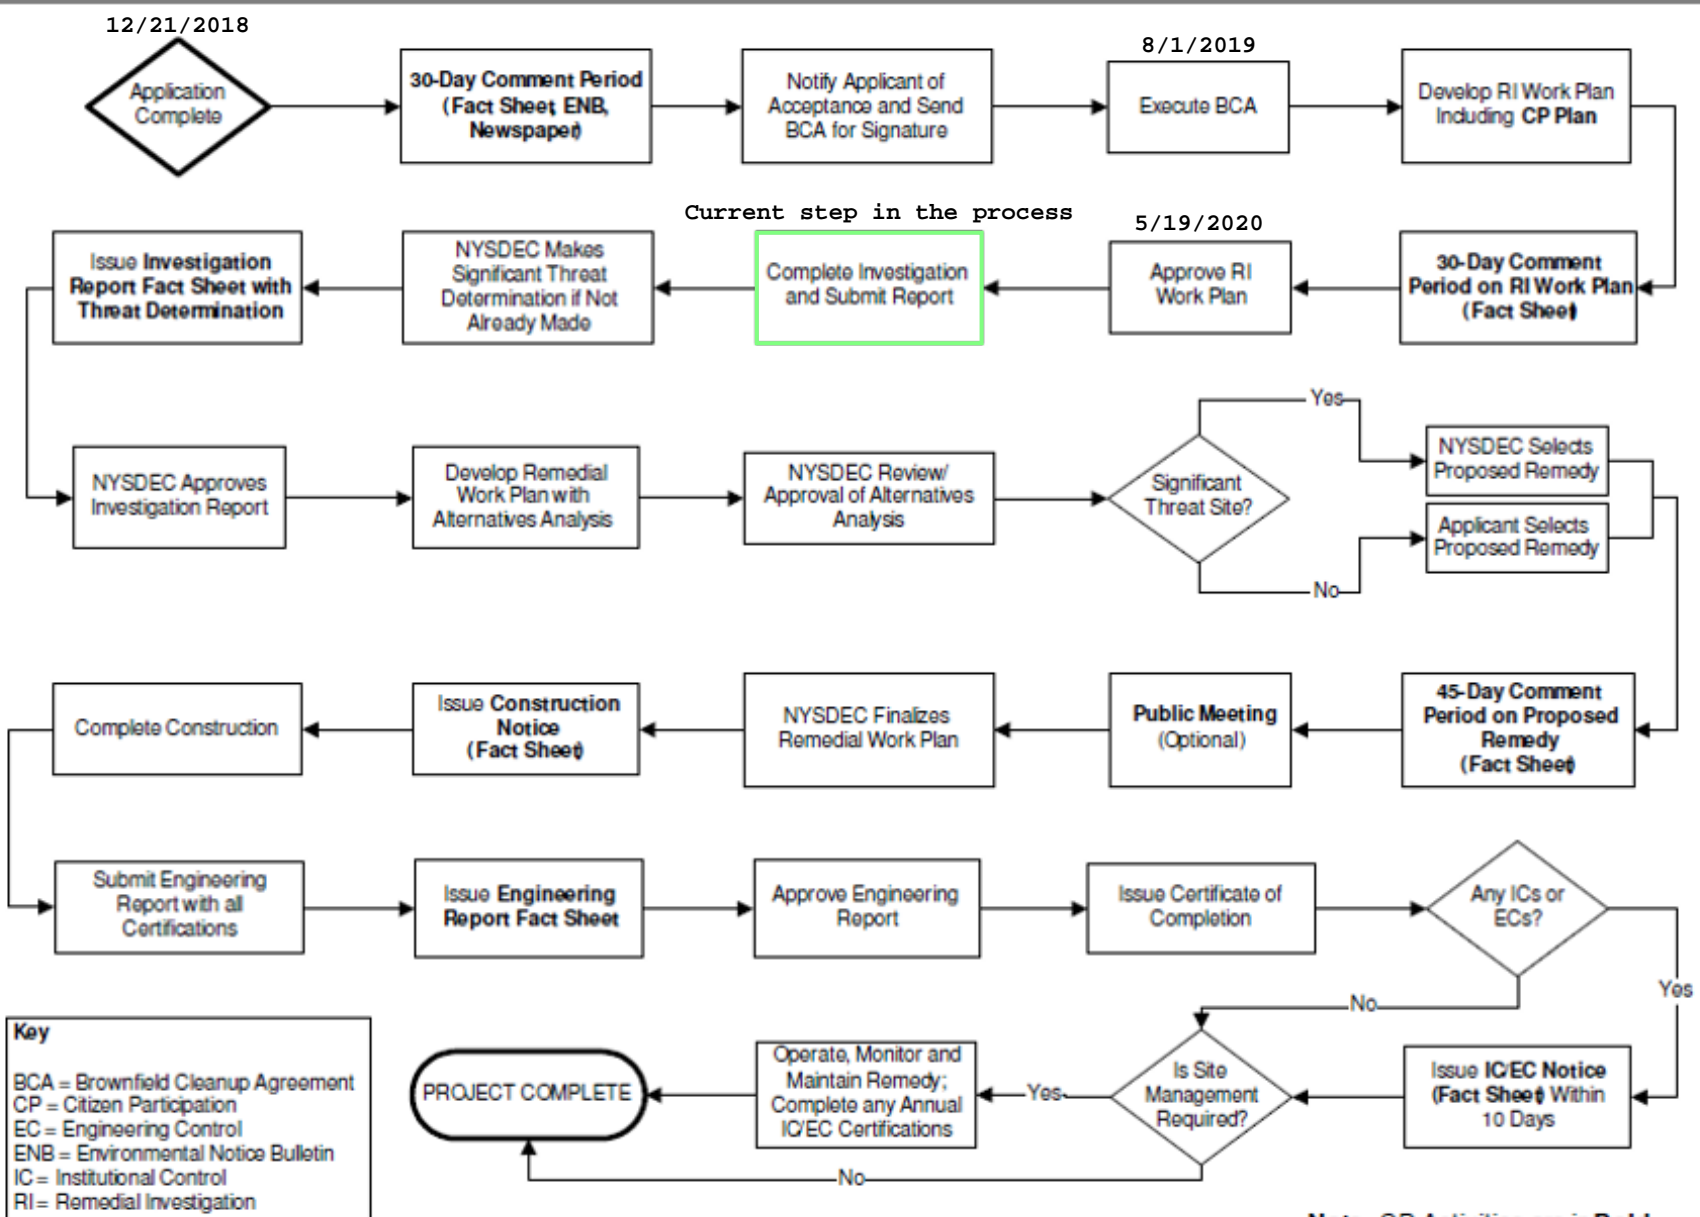 12/21/2018
Application
Complete
30-Day Comment Period
(Fact Sheet, ENB,
Newspaper)
Notify Applicant of
Acceptance and Send
BCA for Signature
8/1/2019
Execute BCA
Develop RI Work Plan
Including CP Plan
Current step in the process
5/19/2020
30-Day Comment
Period on RI Work Plan
(Fact Sheet)
Approve RI
Work Plan
Complete Investigation
and Submit Report
NYSDEC Makes
Significant Threat
Determination if Not
Already Made
Issue Investigation
Report Fact Sheet with
Threat Determination
NYSDEC Approves
Investigation Report
Develop Remedial
Work Plan with
Alternatives Analysis
NYSDEC Review/
Approval of Alternatives
Analysis
Significant
Threat Site?
Yes
No
NYSDEC Selects
Proposed Remedy
Applicant Selects
Proposed Remedy
45-Day Comment
Period on Proposed
Remedy
(Fact Sheet)
Public Meeting
(Optional)
NYSDEC Finalizes
Remedial Work Plan
Issue Construction
Notice
(Fact Sheet)
Complete Construction
Submit Engineering
Report with all
Certifications
Issue Engineering
Report Fact Sheet
Approve Engineering
Report
Issue Certificate of
Completion
Any ICs or
ECs?
Yes
No
Issue IC/EC Notice
(Fact Sheet) Within
10 Days
Is Site
Management
Required?
Yes
No
Operate, Monitor and
Maintain Remedy;
Complete any Annual
IC/EC Certifications
PROJECT COMPLETE
Key
BCA = Brownfield Cleanup Agreement
CP = Citizen Participation
EC = Engineering Control
ENB = Environmental Notice Bulletin
IC = Institutional Control
RI = Remedial Investigation